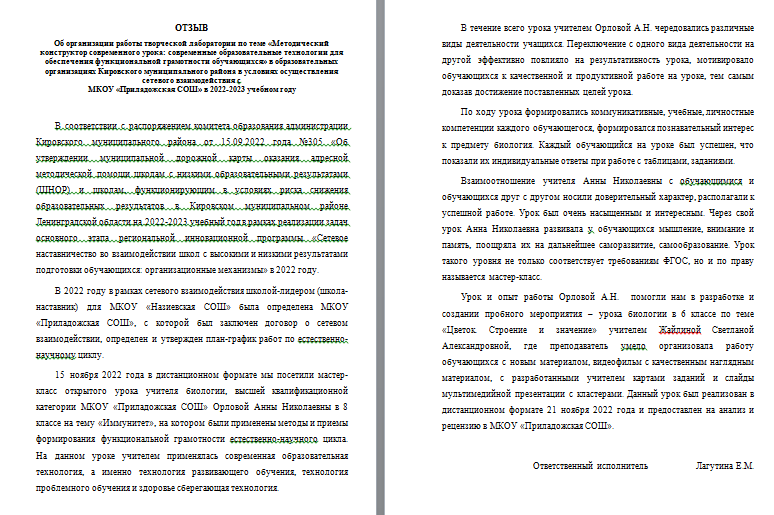 ОТЗЫВ
Об организации работы творческой лаборатории по теме «Методический
конструктор современного урока: современные образовательные технологии для
обеспечения функциональной грамотности обучающихся» в образовательных
организациях Кировского муниципального района в условиях осуществления
сетевого взаимодействия с
МКОУ «Приладожская СОШ» в 2022-2023 учебном году
В соответствии с распоряжением комитета образования администрации
Кировского муниципального района от 15.09.2022 года №305 «Об
утверждении муниципальной дорожной карты оказания адресной
методической помощи школам с низкими образовательными результатами
(ШНОР) и школам, функционирующим в условиях риска снижения
образовательных результатов в Кировском муниципальном районе
Ленинградской области на 2022-2023 учебный год в рамках реализации задач
основного этапа региональной инновационной программы «Сетевое
наставничество во взаимодействии школ с высокими и низкими результатами
подготовки обучающихся: организационные механизмы» в 2022 году.
В 2022 году в рамках сетевого взаимодействия школой-лидером (школа-
наставник) для МКОУ «Назиевская СОШ» была определена МКОУ
«Приладожская СОШ», с которой был заключен договор о сетевом
взаимодействии, определен и утвержден план-график работ по естественно-
научному циклу.
15 ноября 2022 года в дистанционном формате мы посетили мастер-
класс открытого урока учителя биологии, высшей квалификационной
категории МКОУ «Приладожская СОШ» Орловой Анны Николаевны в 8
классе на тему «Иммунитет», на котором были применены методы и приемы
формирования функциональной грамотности естественно-научного цикла.
На данном уроке учителем применялась современная образовательная
технология, а именно технология развивающего обучения, технология
проблемного обучения и здоровье сберегающая технология.
В течение всего урока учителем Орловой А.Н. чередовались различные
виды деятельности учащихся. Переключение с одного вида деятельности на
другой эффективно повлияло на результативность урока, мотивировало
обучающихся к качественной и продуктивной работе на уроке, тем самым
доказав достижение поставленных целей урока.
По ходу урока формировались коммуникативные, учебные, личностные
компетенции каждого обучающегося, формировался познавательный интерес
к предмету биология. Каждый обучающийся на уроке был успешен, что
показали их индивидуальные ответы при работе с таблицами, заданиями.
Взаимоотношение учителя Анны Николаевны с обучающимися и
обучающихся друг с другом носили доверительный характер, располагали к
успешной работе. Урок был очень насыщенным и интересным. Через свой
урок Анна Николаевна развивала у, обучающихся мышление, внимание и
память, поощряла их на дальнейшее саморазвитие, самообразование. Урок
такого уровня не только соответствует требованиям ФГОС, но и по праву
называется мастер-класс.
Урок и опыт работы Орловой А.Н. помогли нам в разработке и
создании пробного мероприятия – урока биологии в 6 классе по теме
«Цветок. Строение и значение» учителем Жайлиной Светланой
Александровной, где преподаватель умело организовала работу
обучающихся с новым материалом, видеофильм с качественным наглядным
материалом, с разработанными учителем картами заданий и слайды
мультимедийной презентации с кластерами. Данный урок был реализован в
дистанционном формате 21 ноября 2022 года и предоставлен на анализ и
рецензию в МКОУ «Приладожская СОШ».
Ответственный исполнитель Лагутина Е.М.